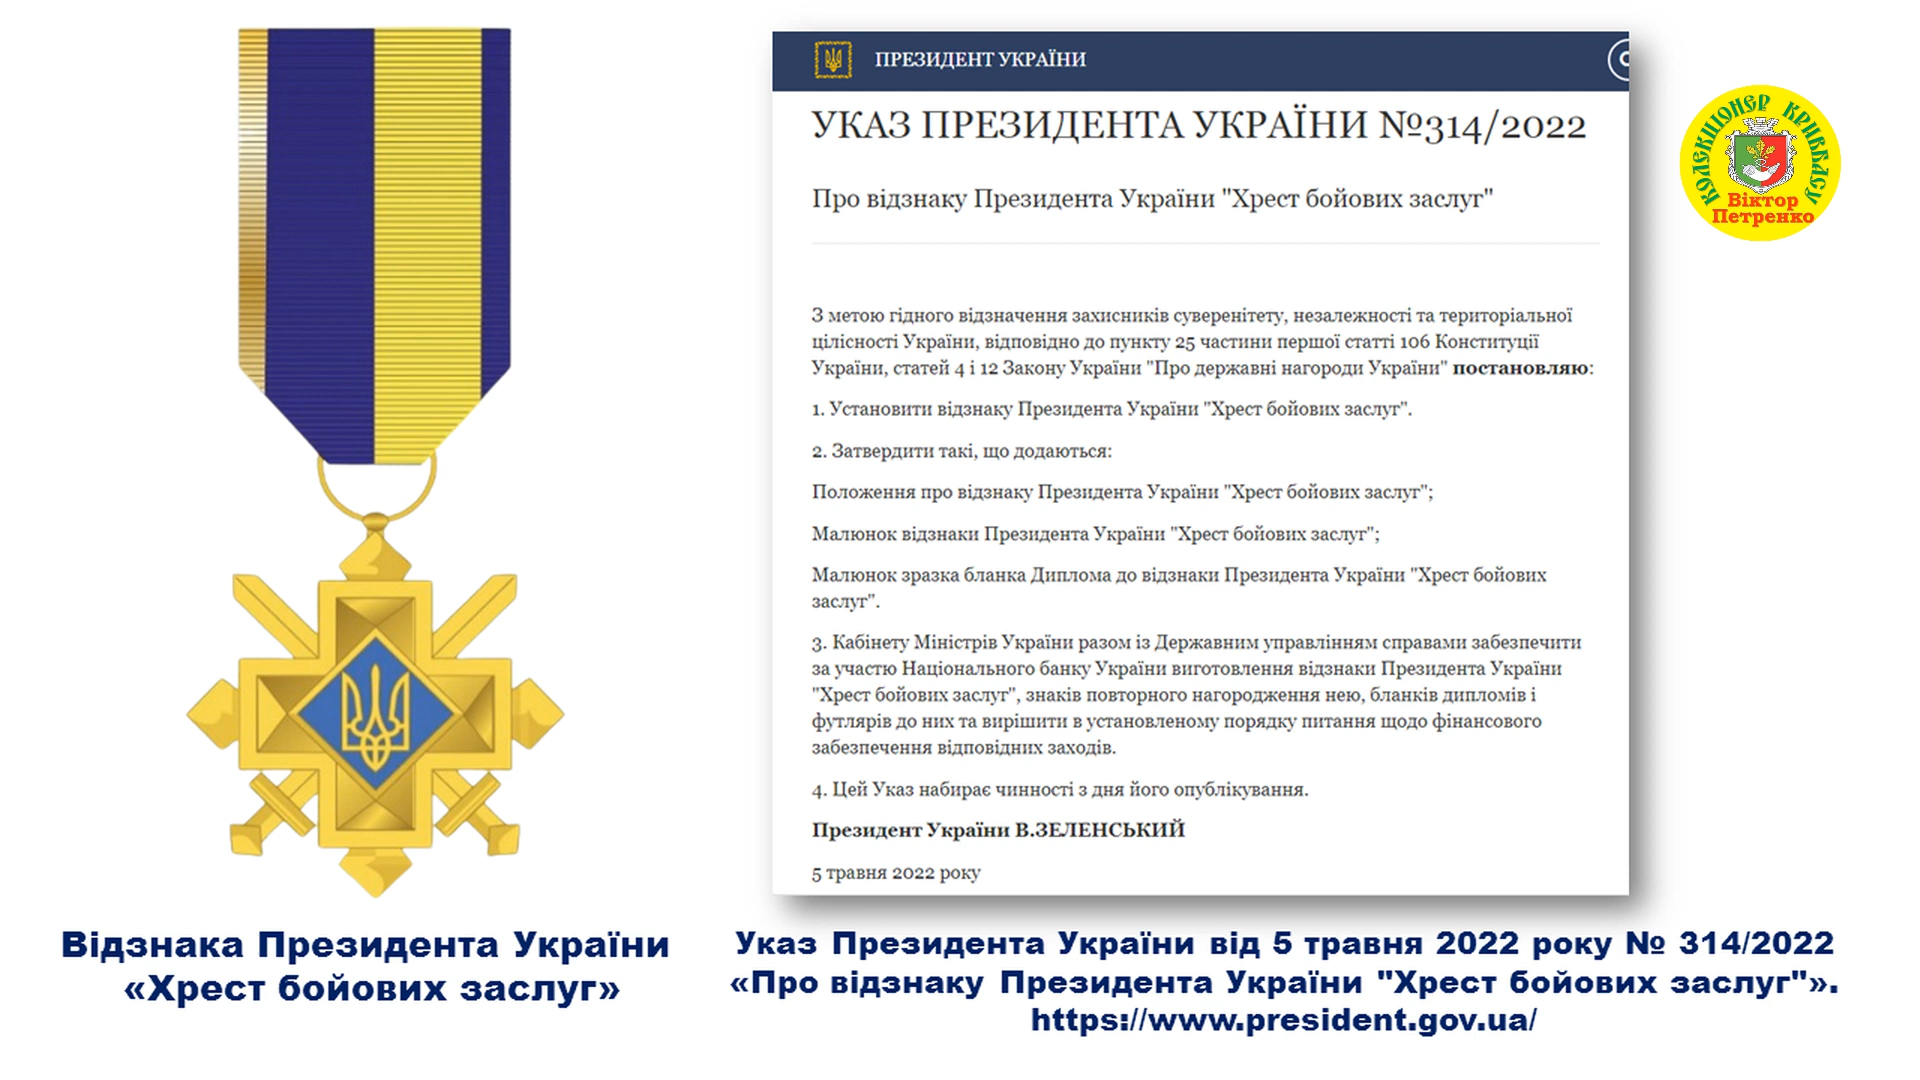 ПРЕЗИДЕНТ УКРАЇНИ
УКАЗ ПРЕЗИДЕНТА УКРАЇНИ №314/2022
Про відзнаку Президента України "Хрест бойових заслуг"
З метою гідного відзначення захисників суверенітету, незалежності та територіальної
цілісності України, відповідно до пункту 25 частини першої статті 106 Конституції
України, статей 4 і 12 Закону України "Про державні нагороди України" постановляю:
1. Установити відзнаку Президента України "Хрест бойових заслуг".
2. Затвердити такі, що додаються:
Положення про відзнаку Президента України "Хрест бойових заслуг";
Малюнок відзнаки Президента України "Хрест бойових заслуг";
Малюнок зразка бланка Диплома до відзнаки Президента України "Хрест бойових
заслуг".
3. Кабінету Міністрів України разом із Державним управлінням справами забезпечити
за участю Національного банку України виготовлення відзнаки Президента України
"Хрест бойових заслуг", знаків повторного нагородження нею, бланків дипломів і
футлярів до них та вирішити в установленому порядку питання щодо фінансового
забезпечення відповідних заходів.
4. Цей Указ набирає чинності з дня його опублікування.
Президент України В.ЗЕЛЕНСЬКИЙ
5 травня 2022 року
КОЛЕКЦІОНЕР КРИВБАСУ
Віктор
Петренко
Відзнака Президента України
«Хрест бойових заслуг»
Указ Президента України від 5 травня 2022 року № 314/2022
«Про відзнаку Президента України "Хрест бойових заслуг"».
https://www.president.gov.ua/